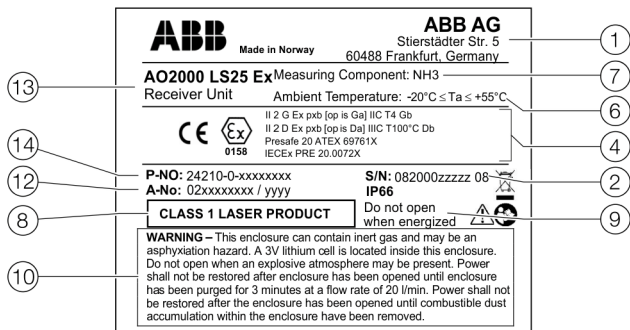 ABB
Made in Norway
ABB AG
Stierstädter Str. 5
60488 Frankfurt, Germany
1
AO2000 LS25 Ex Measuring Component: NH3
7
13
Receiver Unit
Ambient Temperature: -20°C ≤ Ta ≤ +55°C
6
CE Ex
0158
II 2 G Ex pxb [op is Ga] IIC T4 Gb
II 2 D Ex pxb [op is Da] IIIC T100°C Db
Presafe 20 ATEX 69761X
IECEx PRE 20.0072X
4
14
P-NO: 24210-0-xxxxxxxx
S/N: 082000zzzzz 08
2
12
A-No: 02xxxxxxxx / yyyy
IP66
8
CLASS 1 LASER PRODUCT
Do not open
when energized
9
10
WARNING – This enclosure can contain inert gas and may be an
asphyxiation hazard. A 3V lithium cell is located inside this enclosure.
Do not open when an explosive atmosphere may be present. Power
shall not be restored after enclosure has been opened until enclosure
has been purged for 3 minutes at a flow rate of 20 l/min. Power shall not
be restored after the enclosure has been opened until combustible dust
accumulation within the enclosure have been removed.